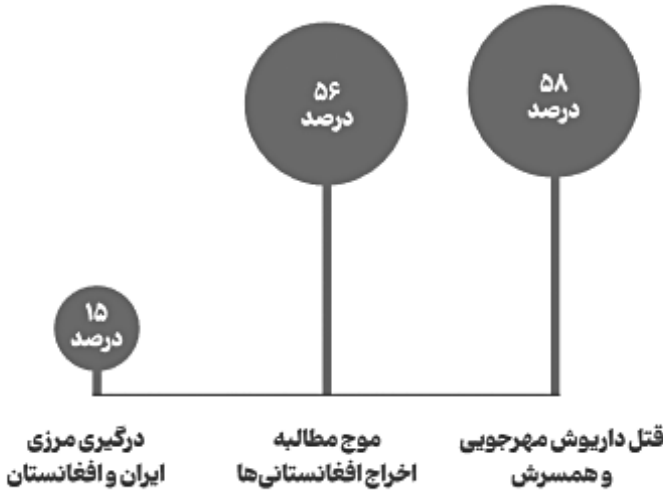 ۵۸
درصد
۵۶
درصد
۱۵
درصد
قتل داریوش مهرجویی
و همسرش
موج مطالبه
اخراج افغانستانی‌ها
درگیری مرزی
ایران و افغانستان